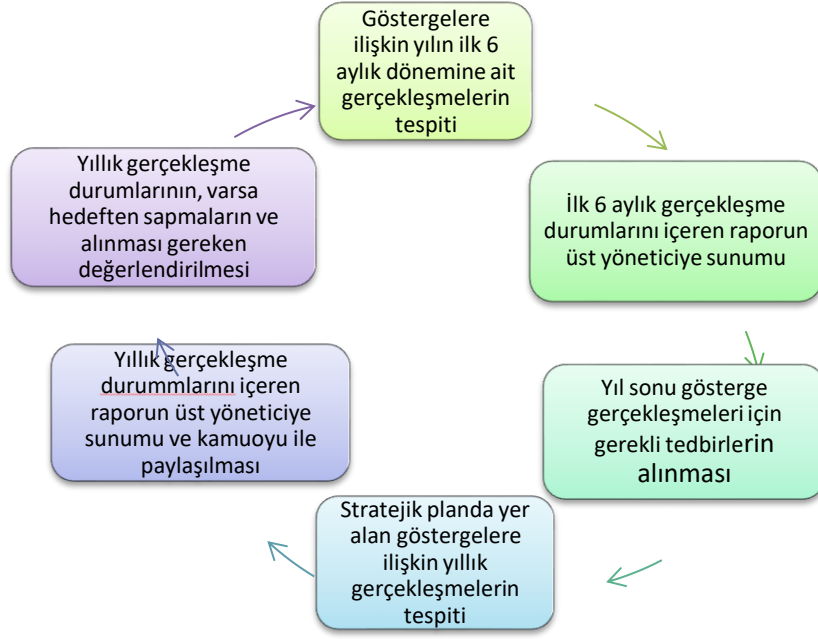 Göstergelere
ilişkin yılın ilk 6
aylık dönemine ait
gerçekleşmelerin
tespiti
İlk 6 aylık gerçekleşme
durumlarını içeren raporun
üst yöneticiye sunumu
Yıl sonu gösterge
gerçekleşmeleri için
gerekli tedbirlerin
alınması
Stratejik planda yer
alan göstergelere
ilişkin yıllık
gerçekleşmelerin
tespiti
Yıllık gerçekleşme
durummlarını içeren
raporun üst yöneticiye
sunumu ve kamuoyu ile
paylaşılması
Yıllık gerçekleşme
durumlarının, varsa
hedeften sapmaların ve
alınması gereken
değerlendirilmesi